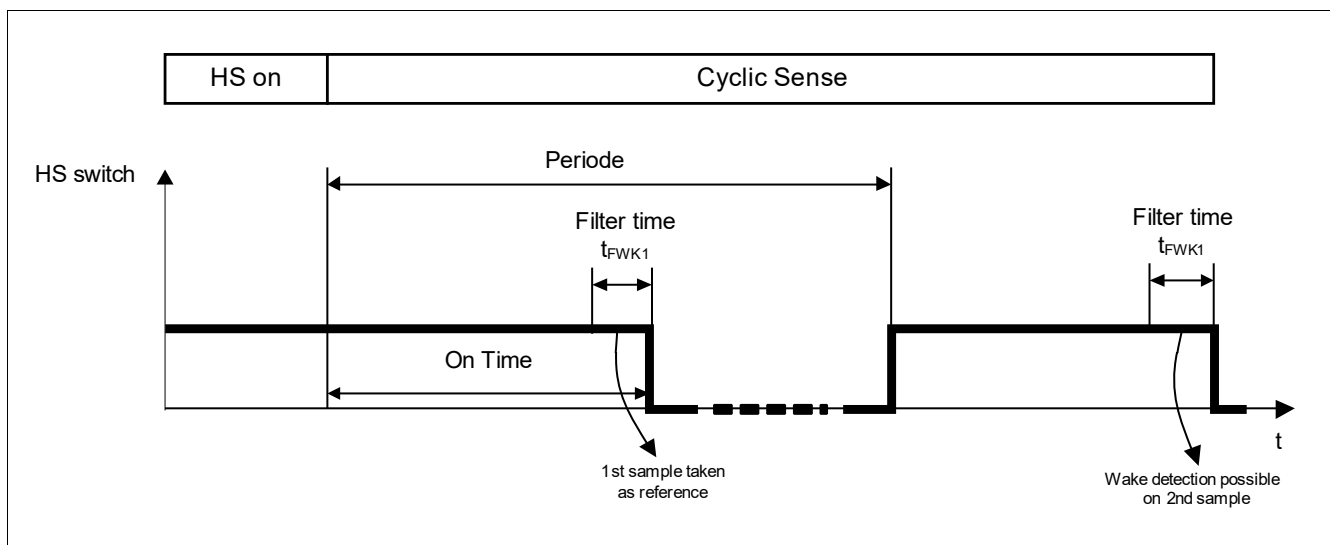 HS on
Cyclic Sense
Periode
HS switch
Filter time
tFWK1
Filter time
tFWK1
On Time
t
1st sample taken
as reference
Wake detection possible
on 2nd sample